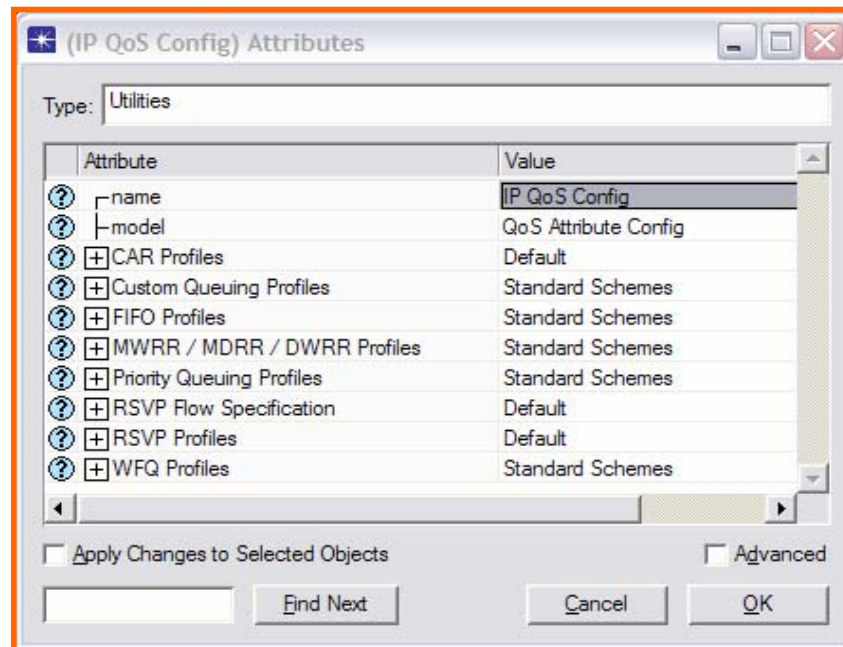 (IP QoS Config) Attributes
Type: Utilities
Attribute Value
name IP QoS Config
model QoS Attribute Config
CAR Profiles Default
Custom Queuing Profiles Standard Schemes
FIFO Profiles Standard Schemes
MWRR / MDRR / DWRR Profiles Standard Schemes
Priority Queuing Profiles Standard Schemes
RSVP Flow Specification Default
RSVP Profiles Default
WFQ Profiles Standard Schemes
Apply Changes to Selected Objects Advanced
Find Next Cancel OK